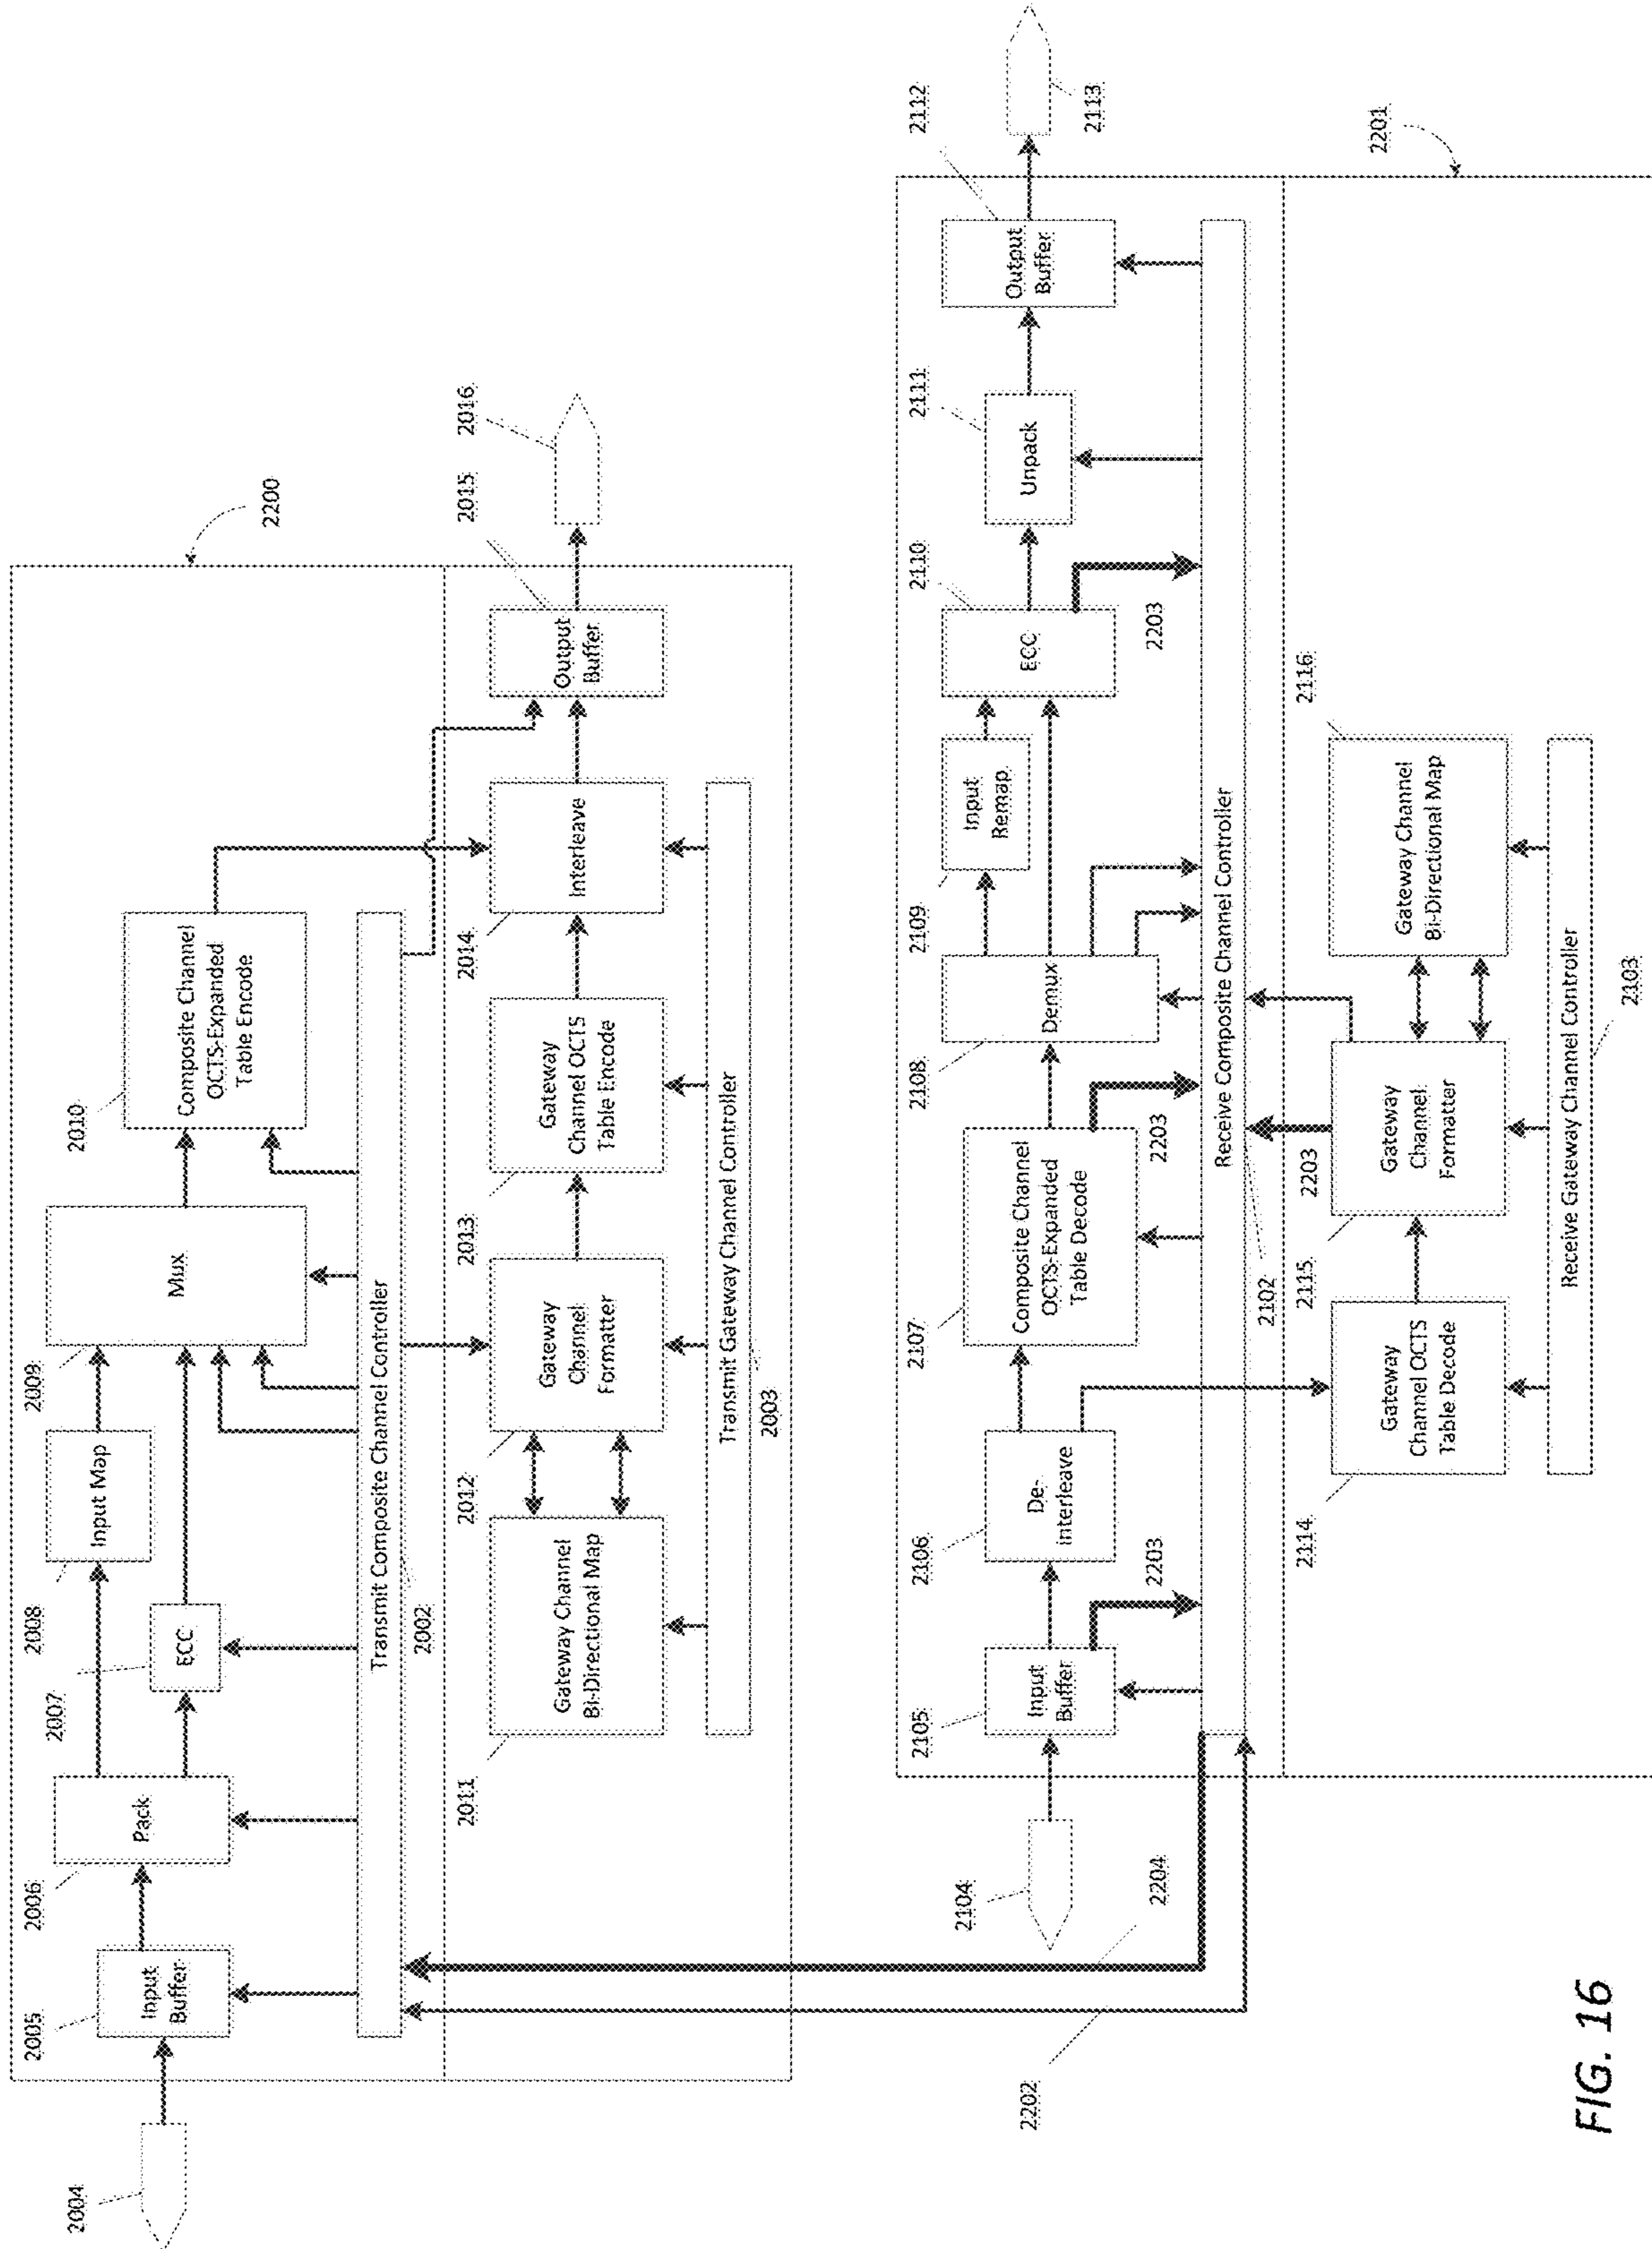 2004
2005
Input
Buffer
2006
Pack
2007
ECC
2008
Input Map
2009
Mux
2010
Composite Channel
OCTS-Expanded
Table Encode
2200
Transmit Composite Channel Controller
2002
2011
Gateway Channel
Bi-Directional Map
2012
Gateway
Channel
Formatter
2013
Gateway
Channel OCTS
Table Encode
2014
Interleave
2015
Output
Buffer
2016
Transmit Gateway Channel Controller
2003
2202
2204
2104
2105
Input
Buffer
2203
2106
De-
interleave
2107
Composite Channel
OCTS-Expanded
Table Decode
2203
2108
Demux
2109
Input
Remap
2110
ECC
2203
2111
Unpack
2112
Output
Buffer
2113
Receive Composite Channel Controller
2102
2201
2114
Gateway
Channel OCTS
Table Decode
2115
Gateway
Channel
Formatter
2203
2116
Gateway Channel
Bi-Directional Map
Receive Gateway Channel Controller
2103
FIG. 16